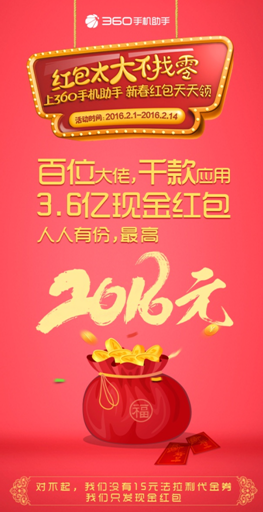 360手机助手
红包太大不找零
上360手机助手 新春红包天天领
活动时间:2016.2.1-2016.2.14
百位大佬,千款应用
3.6亿现金红包
人人有份,最高
2016元
福
对不起,我们没有15元法拉利代金券
我们只发现金红包